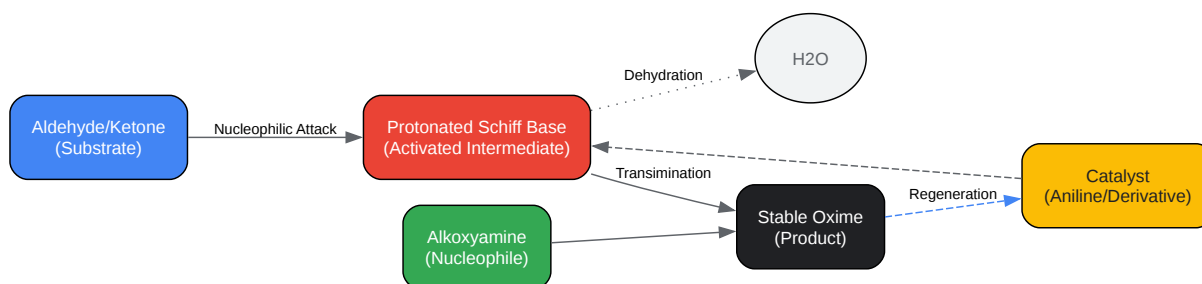 H2O
Dehydration
Aldehyde/Ketone
(Substrate)
Nucleophilic Attack
Protonated Schiff Base
(Activated Intermediate)
Transimination
Catalyst
(Aniline/Derivative)
Regeneration
Stable Oxime
(Product)
Alkoxyamine
(Nucleophile)